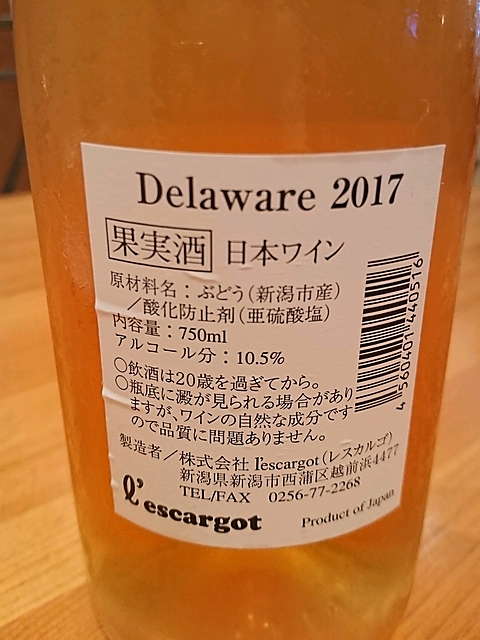 Delaware 2017
果実酒 日本ワイン
原材料名：ぶどう（新潟市産）
／酸化防止剤（亜硫酸塩）
内容量：750ml
アルコール分：10.5%
○飲酒は20歳を過ぎてから。
○瓶底に澱が見られる場合があり
ますが、ワインの自然な成分です
ので品質に問題ありません。
製造者／株式会社 l'escargot（レスカルゴ）
新潟県新潟市西蒲区越前浜4477
TEL/FAX 0256-77-2268
l'escargot
Product of Japan
4 560401 440516